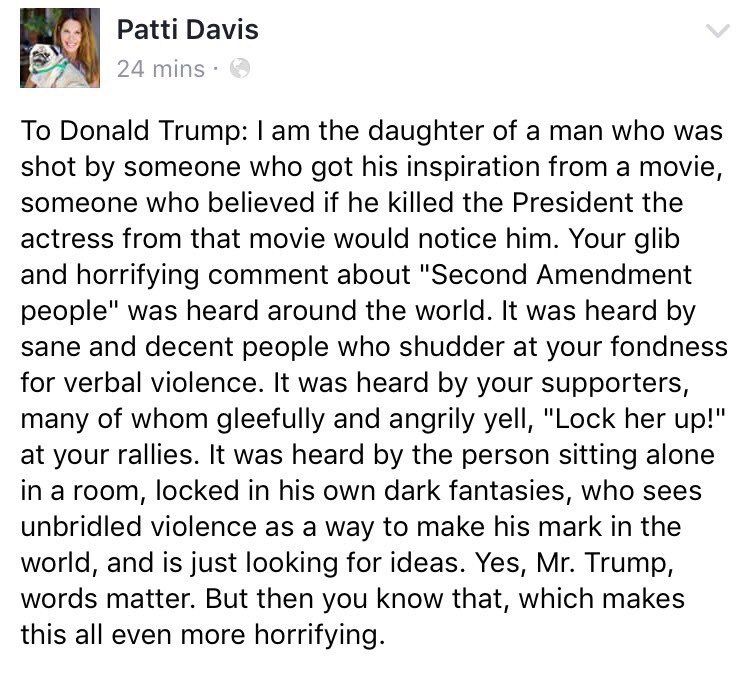 Patti Davis
24 mins ·
To Donald Trump: I am the daughter of a man who was
shot by someone who got his inspiration from a movie,
someone who believed if he killed the President the
actress from that movie would notice him. Your glib
and horrifying comment about "Second Amendment
people" was heard around the world. It was heard by
sane and decent people who shudder at your fondness
for verbal violence. It was heard by your supporters,
many of whom gleefully and angrily yell, "Lock her up!"
at your rallies. It was heard by the person sitting alone
in a room, locked in his own dark fantasies, who sees
unbridled violence as a way to make his mark in the
world, and is just looking for ideas. Yes, Mr. Trump,
words matter. But then you know that, which makes
this all even more horrifying.